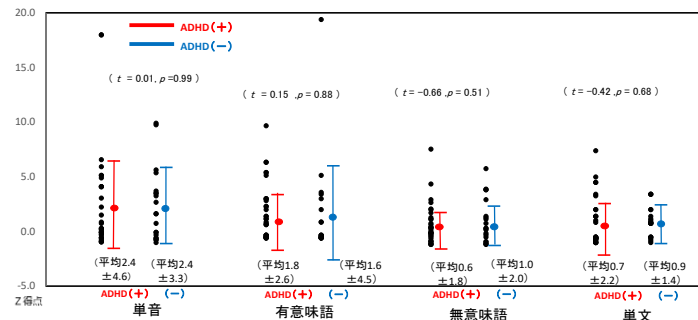 20.0
15.0
10.0
5.0
0.0
-5.0
Z得点
ADHD(+)
ADHD(-)
( t = 0.01, p =0.99 )
( t = 0.15 ,p = 0.88 )
( t = -0.66 , p = 0.51 )
( t = -0.42 , p = 0.68 )
(平均2.4
±4.6)
(平均2.4
±3.3)
(平均1.8
±2.6)
(平均1.6
±4.5)
(平均0.6
±1.8)
(平均1.0
±2.0)
(平均0.7
±2.2)
(平均0.9
±1.4)
ADHD(+) (-)
ADHD(+) (-)
ADHD(+) (-)
ADHD(+) (-)
単音
有意味語
無意味語
単文